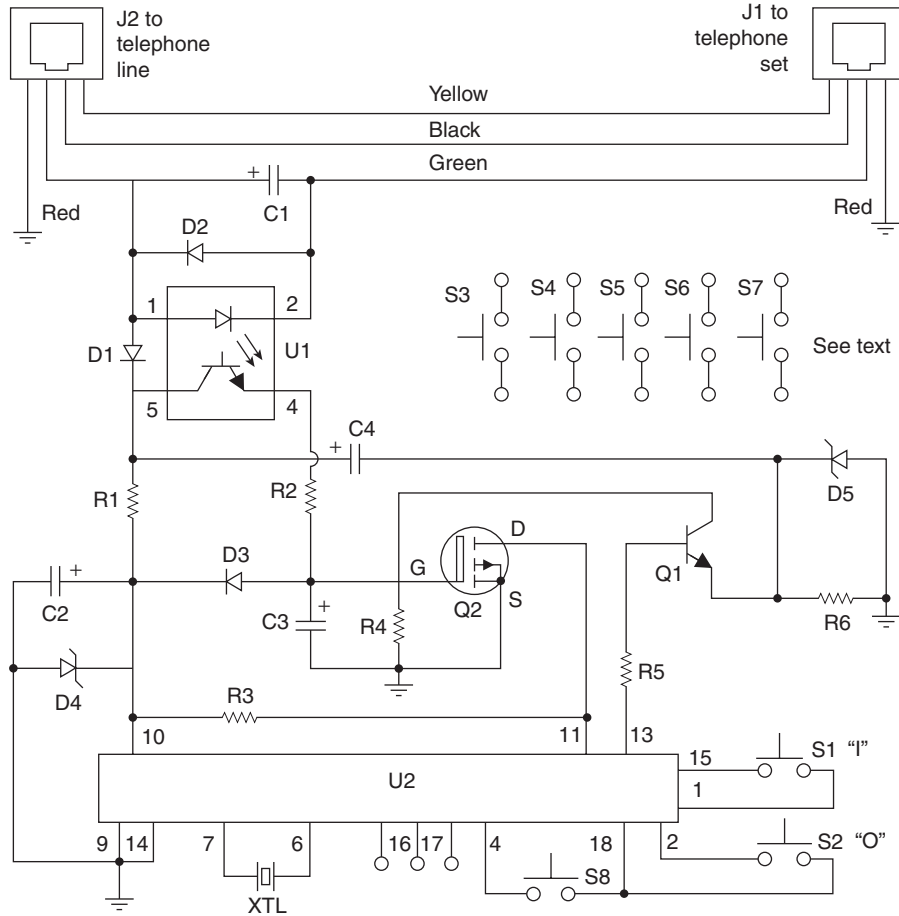 J2 to
telephone
line
J1 to
telephone
set
Yellow
Black
Green
+
C1
Red
Red
D2
1
2
S3
S4
S5
S6
S7
D1
U1
See text
5
4
C4
+
R1
R2
D5
D
D3
G
Q1
+
C2
+
S
Q2
C3
R4
R6
R5
D4
R3
10
11
13
15
S1 "I"
U2
1
9
14
7
6
16
17
4
18
2
S2 "O"
S8
XTL